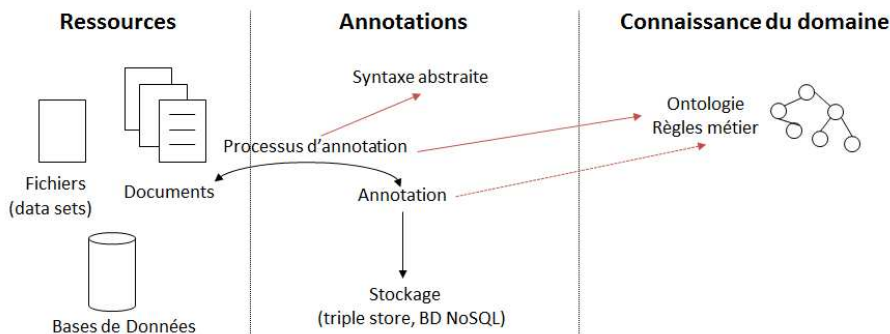 Ressources
Annotations
Connaissance du domaine
Syntaxe abstraite
Ontologie
Règles métier
Processus d'annotation
Fichiers
(data sets)
Documents
Annotation
Stockage
(triple store, BD NoSQL)
Bases de Données